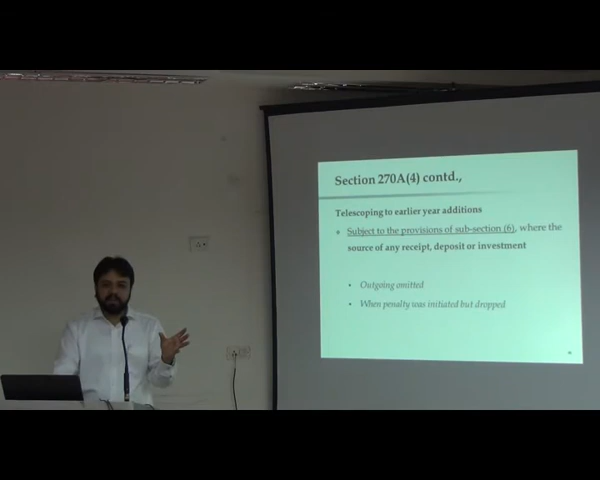 Section 270A(4) contd.,
Telescoping to earlier year additions
Subject to the provisions of sub-section (6), where the
source of any receipt, deposit or investment
Outgoing omitted
When penalty was initiated but dropped